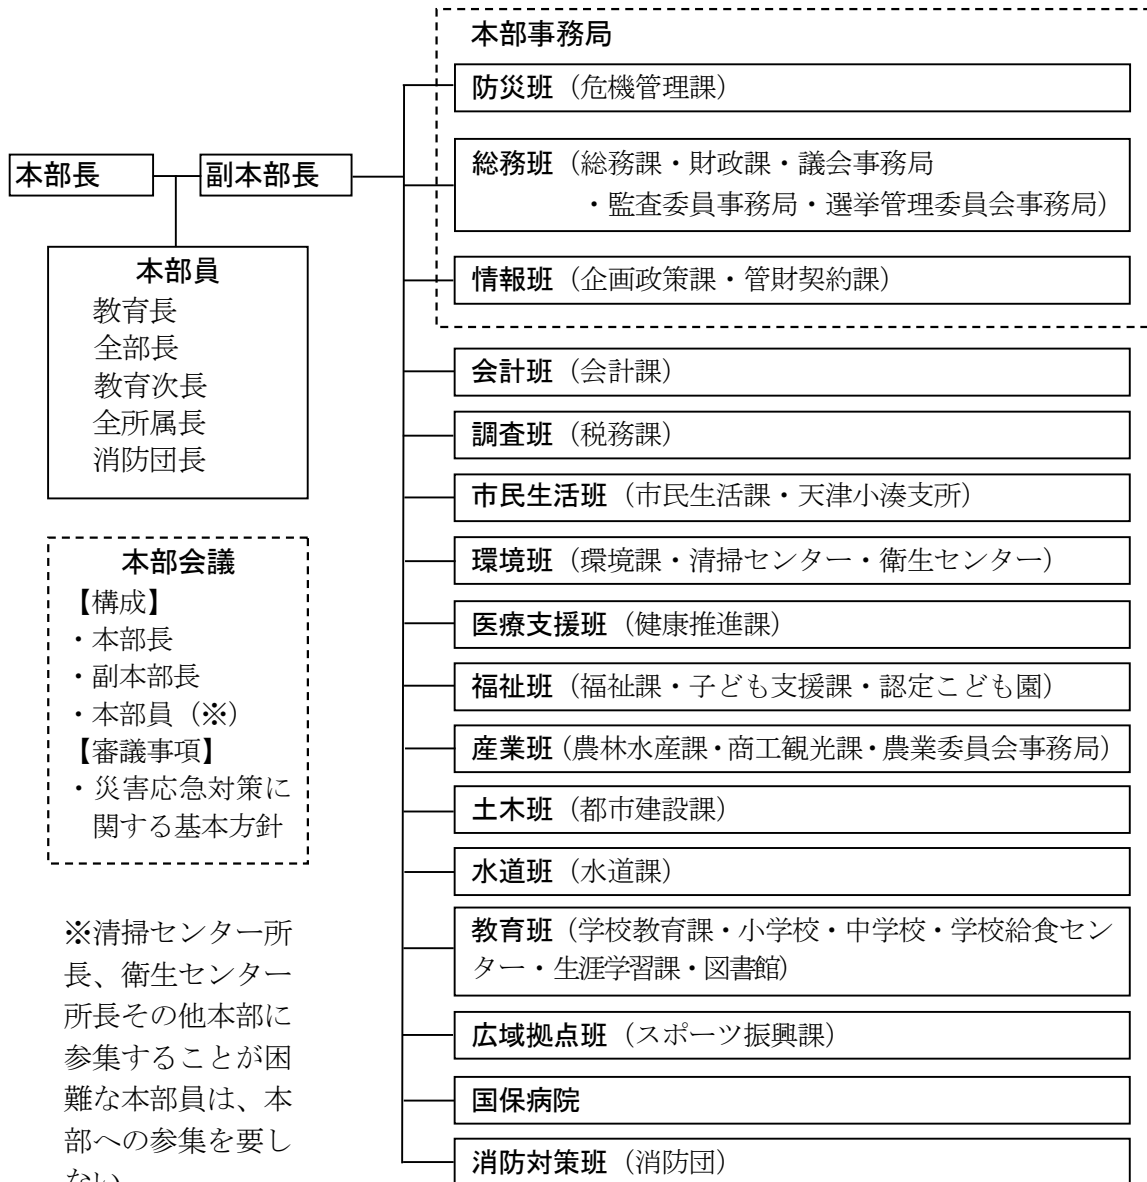 本部長
副本部長
本部員
教育長
全部長
教育次長
全所属長
消防団長
本部会議
【構成】
・本部長
・副本部長
・本部員（※）
【審議事項】
・災害応急対策に
関する基本方針
※清掃センター所
長、衛生センター
所長その他本部に
参集することが困
難な本部員は、本
部への参集を要し
ない
本部事務局
防災班（危機管理課）
総務班（総務課・財政課・議会事務局
・監査委員事務局・選挙管理委員会事務局）
情報班（企画政策課・管財契約課）
会計班（会計課）
調査班（税務課）
市民生活班（市民生活課・天津小湊支所）
環境班（環境課・清掃センター・衛生センター）
医療支援班（健康推進課）
福祉班（福祉課・子ども支援課・認定こども園）
産業班（農林水産課・商工観光課・農業委員会事務局）
土木班（都市建設課）
水道班（水道課）
教育班（学校教育課・小学校・中学校・学校給食セン
ター・生涯学習課・図書館）
広域拠点班（スポーツ振興課）
国保病院
消防対策班（消防団）